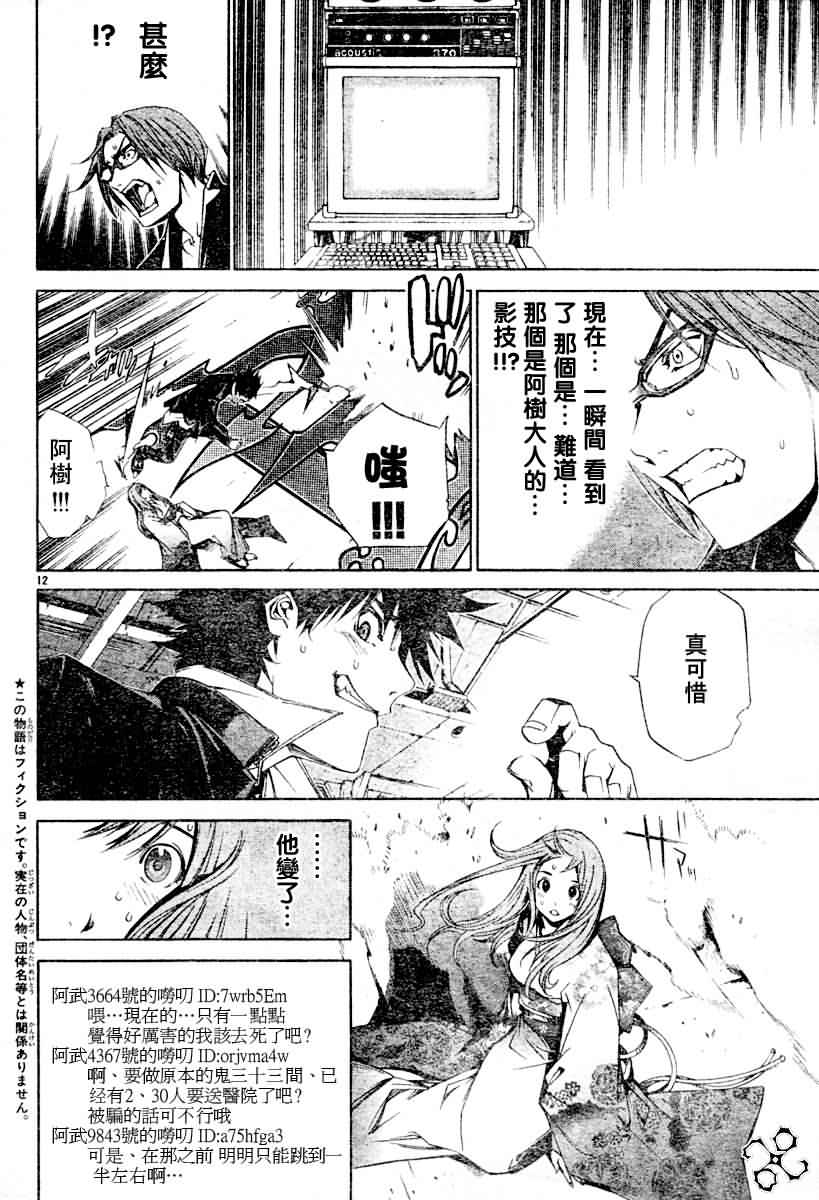 甚麼
!?
acoustic 370
現在… 一瞬間 看到
了 那個是… 難道…
那個是阿樹大人的…
影技!!?
ドドド
嗤
!!!
阿樹
!!!
12
真可惜
……
他變了…
阿武3664號的嘮叨 ID:7wrb5Em
喂…現在的…只有一點點
覺得好厲害的我該去死了吧?
阿武4367號的嘮叨 ID:orjvma4w
啊、要做原本的鬼三十三間、已
经有2、30人要送醫院了吧?
被騙的話可不行哦
阿武9843號的嘮叨 ID:a75hfga3
可是、在那之前 明明只能跳到一
半左右啊…
★この物語はフィクションです。実在の人物、団体名等とは関係ありません。